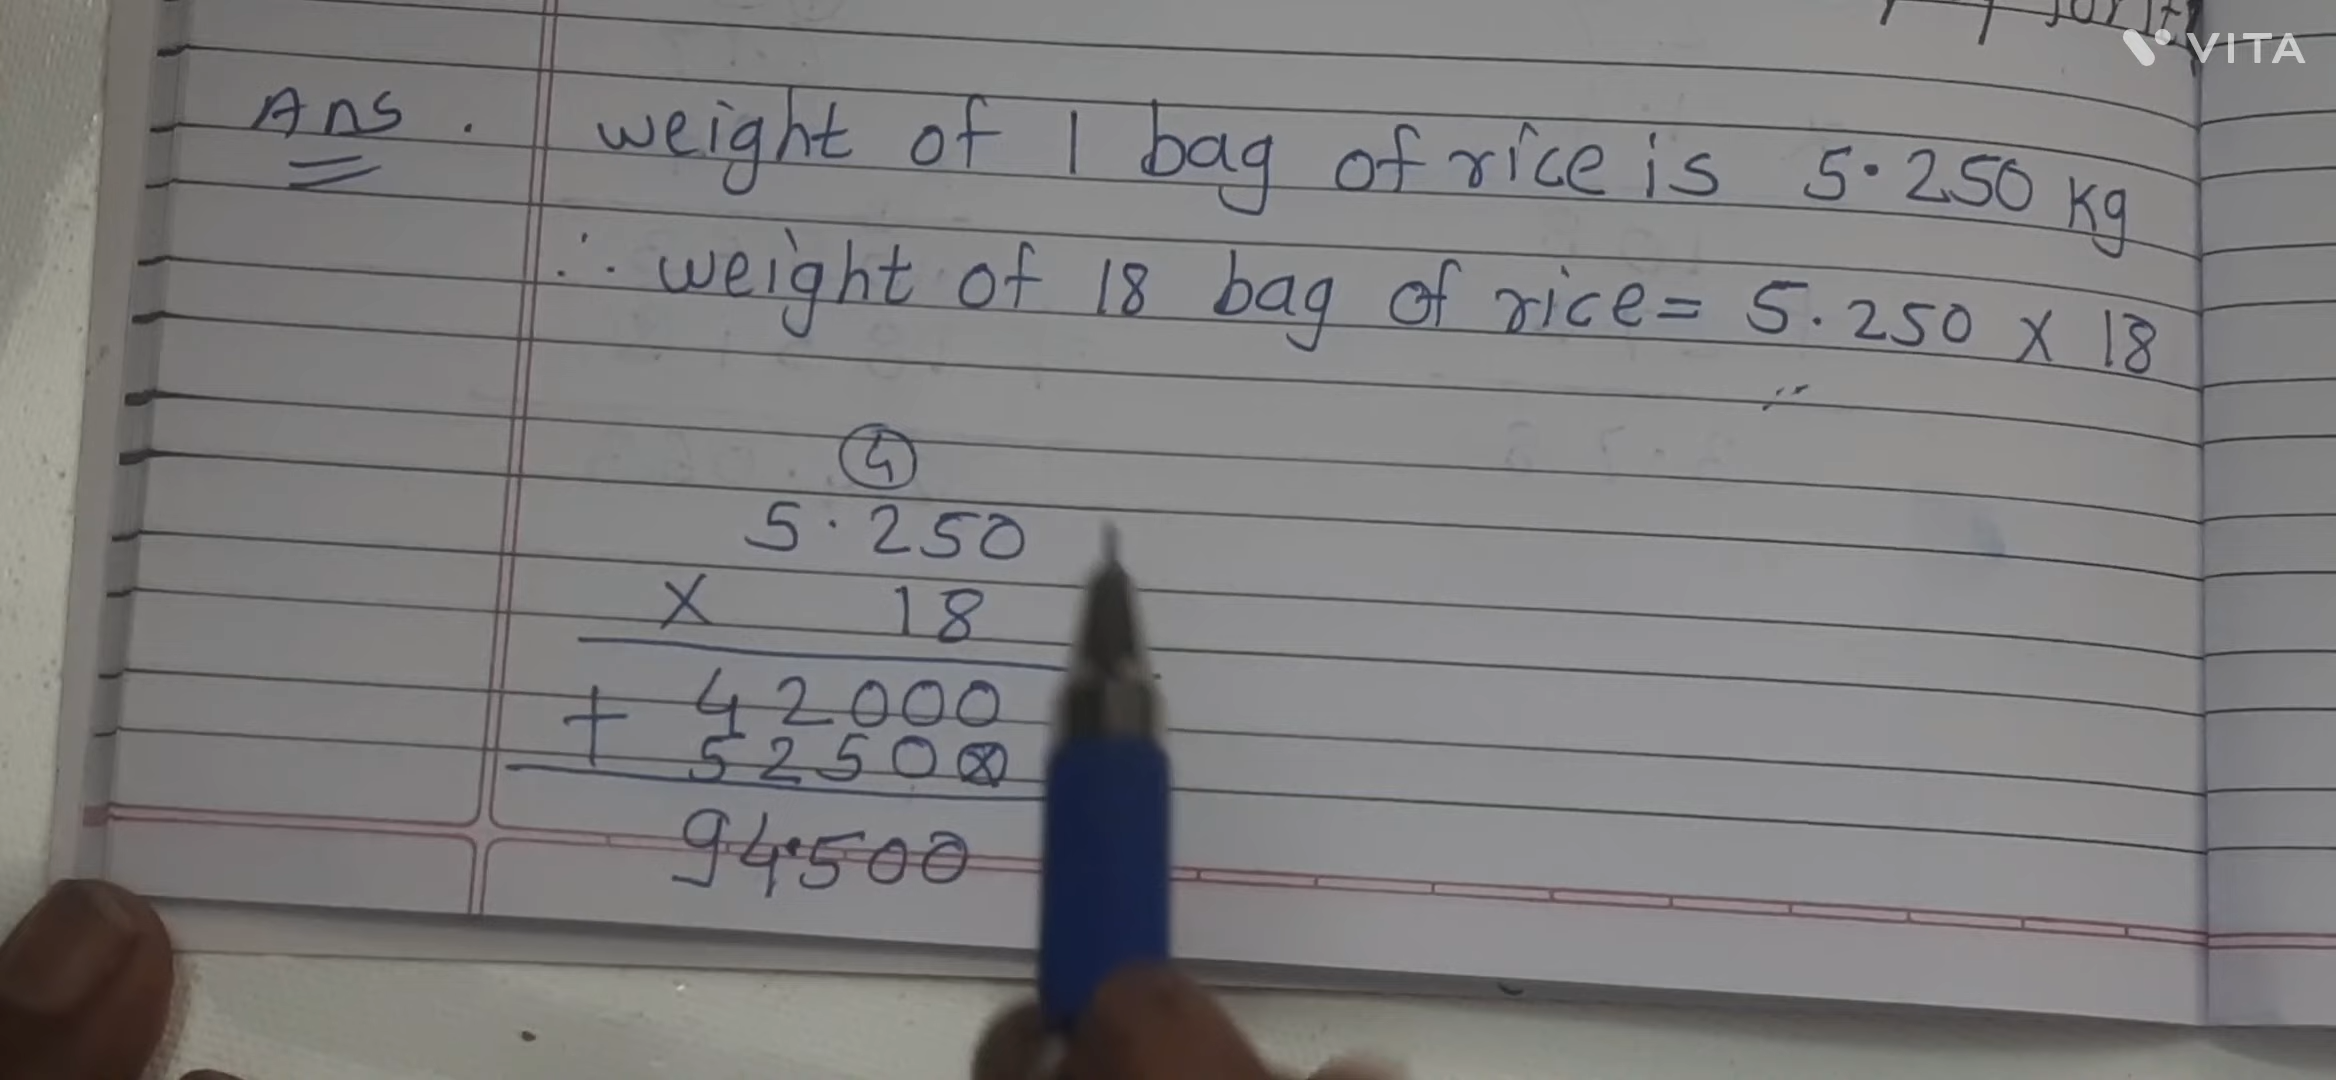 VITA
Ans. weight of 1 bag of rice is 5.250 kg
∴ weight of 18 bag of rice = 5.250 x 18
4
5.250
x 18
42000
+ 5250⊗
94.500